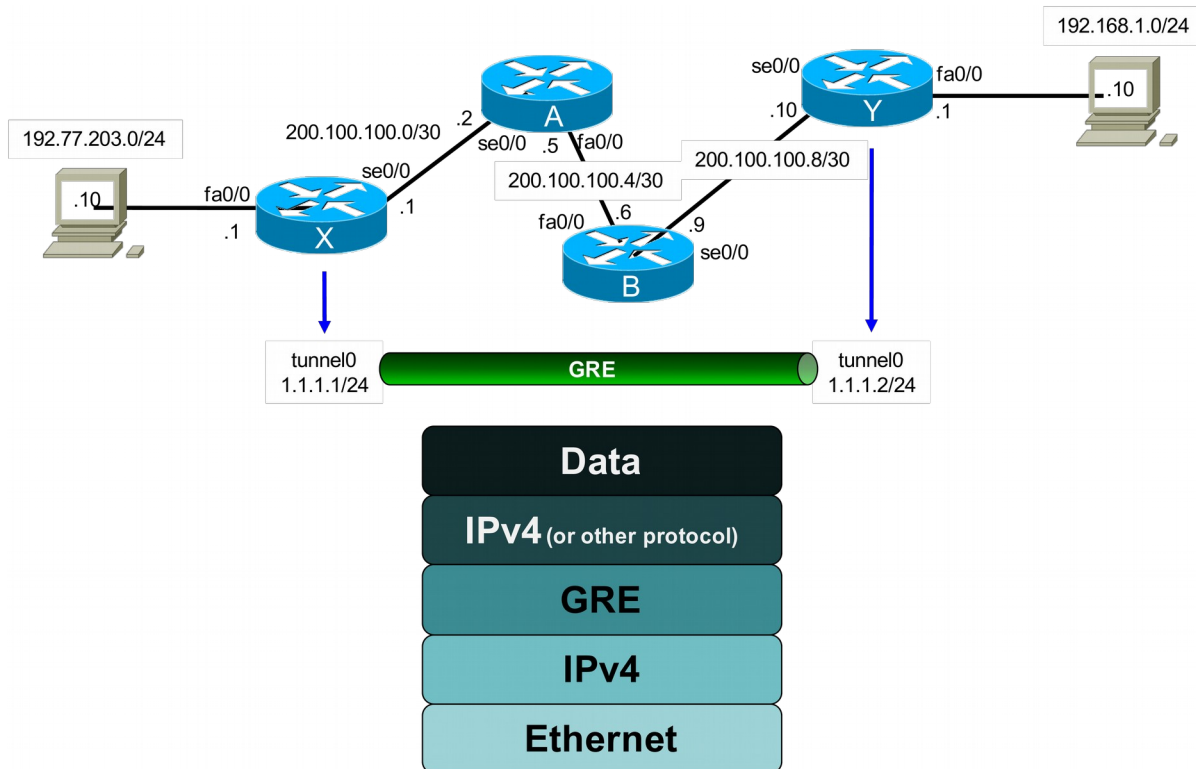 192.168.1.0/24
se0/0
fa0/0
.10
.10
Y
.1
A
.2
se0/0
.5
fa0/0
200.100.100.0/30
192.77.203.0/24
200.100.100.8/30
200.100.100.4/30
se0/0
fa0/0
.10
.1
X
.1
fa0/0
.6
.9
se0/0
B
tunnel0
1.1.1.1/24
GRE
tunnel0
1.1.1.2/24
Data
IPv4 (or other protocol)
GRE
IPv4
Ethernet